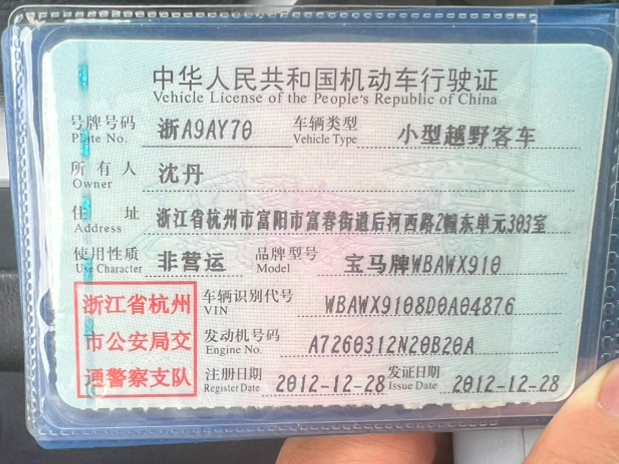 中华人民共和国机动车行驶证
Vehicle License of the People's Republic of China
号牌号码 浙A9AY70 车辆类型 小型越野客车
Plate No. Vehicle Type
所有人 沈丹
Owner
住址 浙江省杭州市富阳市富春街道后河西路2幢东单元303室
Address
使用性质 非营运 品牌型号 宝马牌WBAWX910
Use Character Model
浙江省杭州
市公安局交
通警察支队
车辆识别代号 WBAWX9108D0A04876
VIN
发动机号码 A7260312N20B20A
Engine No.
注册日期 2012-12-28 发证日期 2012-12-28
Register Date Issue Date